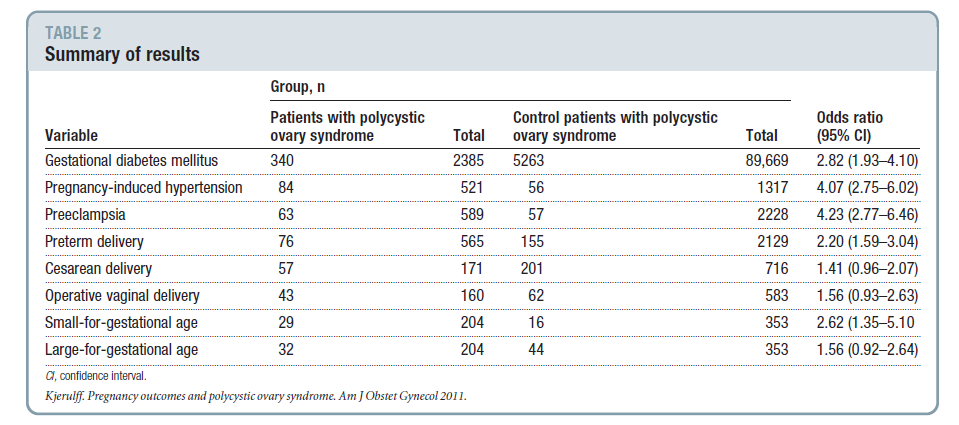 TABLE 2
Summary of results
Group, n
Patients with polycystic ovary syndrome Total Control patients with polycystic ovary syndrome Total Odds ratio (95% CI)
Variable
Gestational diabetes mellitus 340 2385 5263 89,669 2.82 (1.93–4.10)
Pregnancy-induced hypertension 84 521 56 1317 4.07 (2.75–6.02)
Preeclampsia 63 589 57 2228 4.23 (2.77–6.46)
Preterm delivery 76 565 155 2129 2.20 (1.59–3.04)
Cesarean delivery 57 171 201 716 1.41 (0.96–2.07)
Operative vaginal delivery 43 160 62 583 1.56 (0.93–2.63)
Small-for-gestational age 29 204 16 353 2.62 (1.35–5.10
Large-for-gestational age 32 204 44 353 1.56 (0.92–2.64)
CI, confidence interval.
Kjerulff. Pregnancy outcomes and polycystic ovary syndrome. Am J Obstet Gynecol 2011.